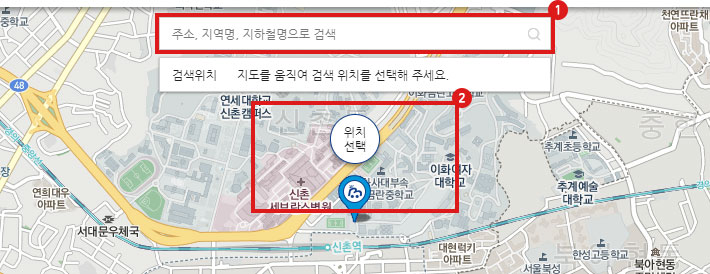 1
중학교
천연뜨란채
아파트
주소, 지역명, 지하철명으로 검색
검색위치 지도를 움직여 검색 위치를 선택해 주세요.
48
2
연세대학교
신촌캠퍼스
신촌
위치
선택
중
추계초등학교
이화여자
대학교
사대부속
금란중학교
추계예술
대학교
신촌
세브란스병원
연희대우
아파트
서대문우체국
신촌역
대현럭키
아파트
한성고등학교
서울북성
북아현동